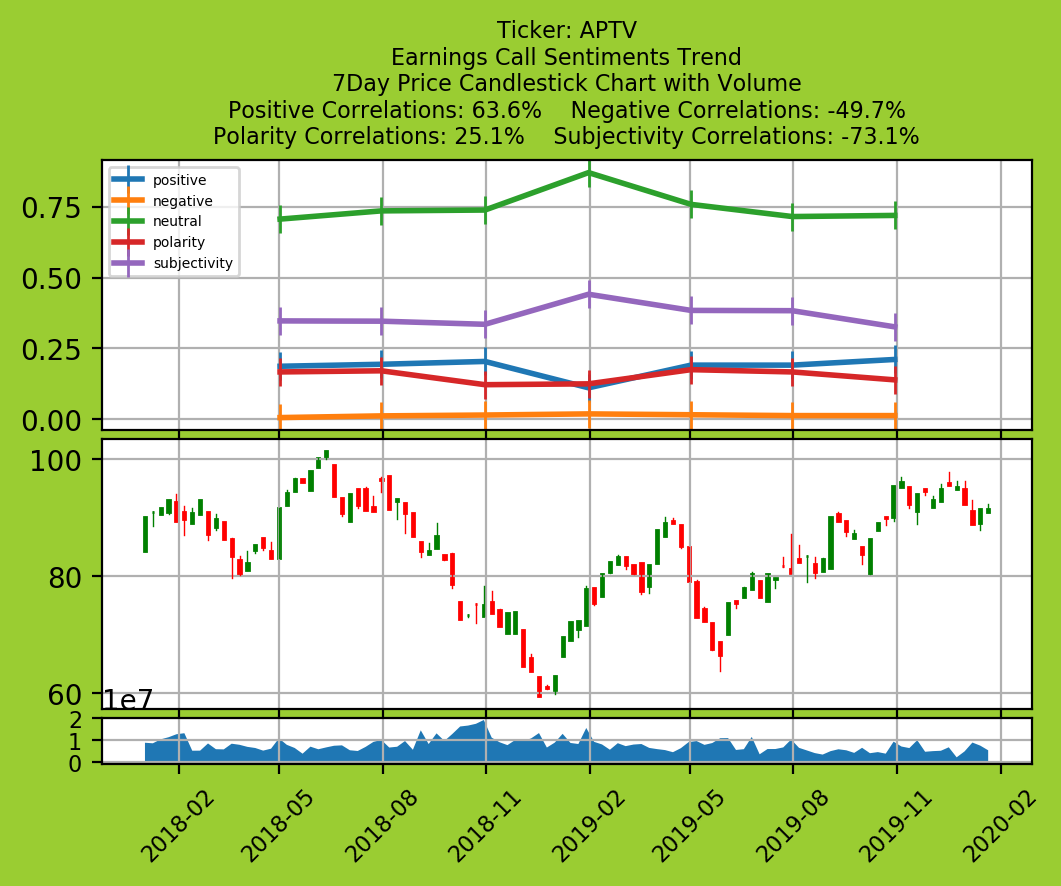 Ticker: APTV
Earnings Call Sentiments Trend
7Day Price Candlestick Chart with Volume
Positive Correlations: 63.6%    Negative Correlations: -49.7%
Polarity Correlations: 25.1%    Subjectivity Correlations: -73.1%
positive
negative
neutral
polarity
subjectivity
0.75
0.50
0.25
0.00
100
80
60
1e7
2
1
0
2018-02
2018-05
2018-08
2018-11
2019-02
2019-05
2019-08
2019-11
2020-02